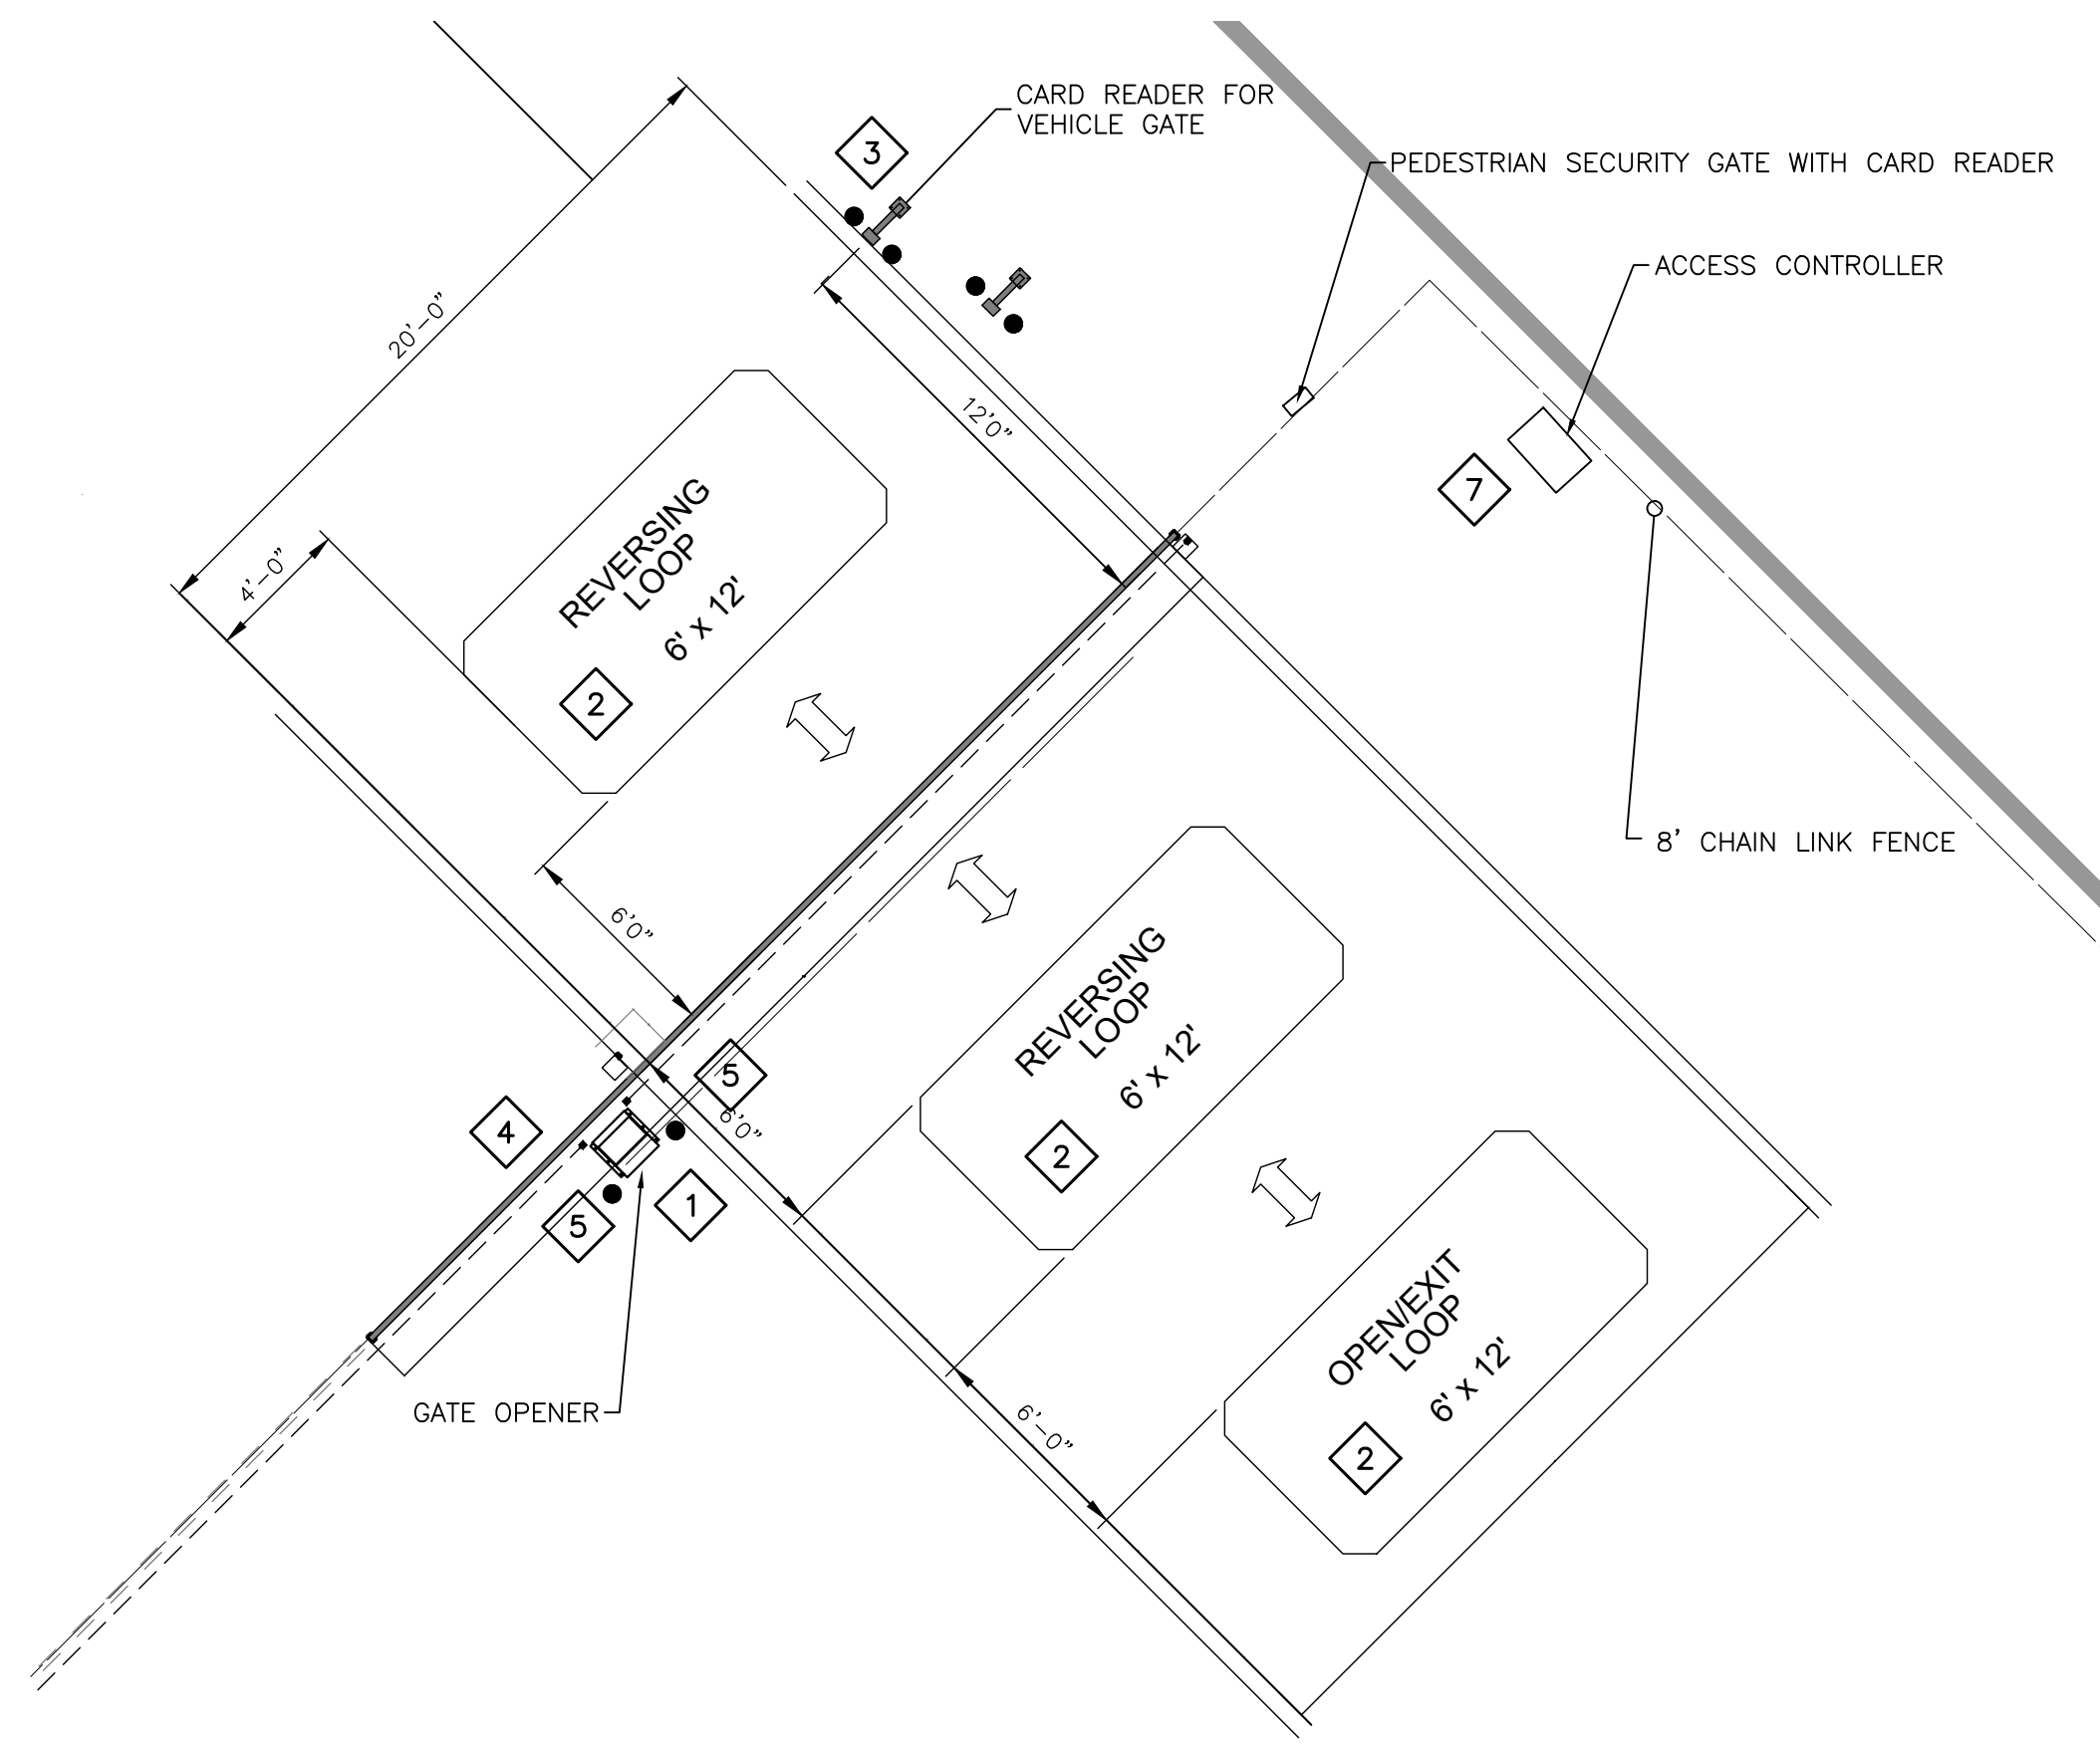 CARD READER FOR
VEHICLE GATE
3
PEDESTRIAN SECURITY GATE WITH CARD READER
ACCESS CONTROLLER
20'-0"
12'0"
7
4'-0"
REVERSING
LOOP
6' x 12'
2
8' CHAIN LINK FENCE
6'0"
REVERSING
LOOP
6' x 12'
2
5
6'0"
4
1
5
GATE OPENER
OPEN/EXIT
LOOP
6' x 12'
2
6'-0"